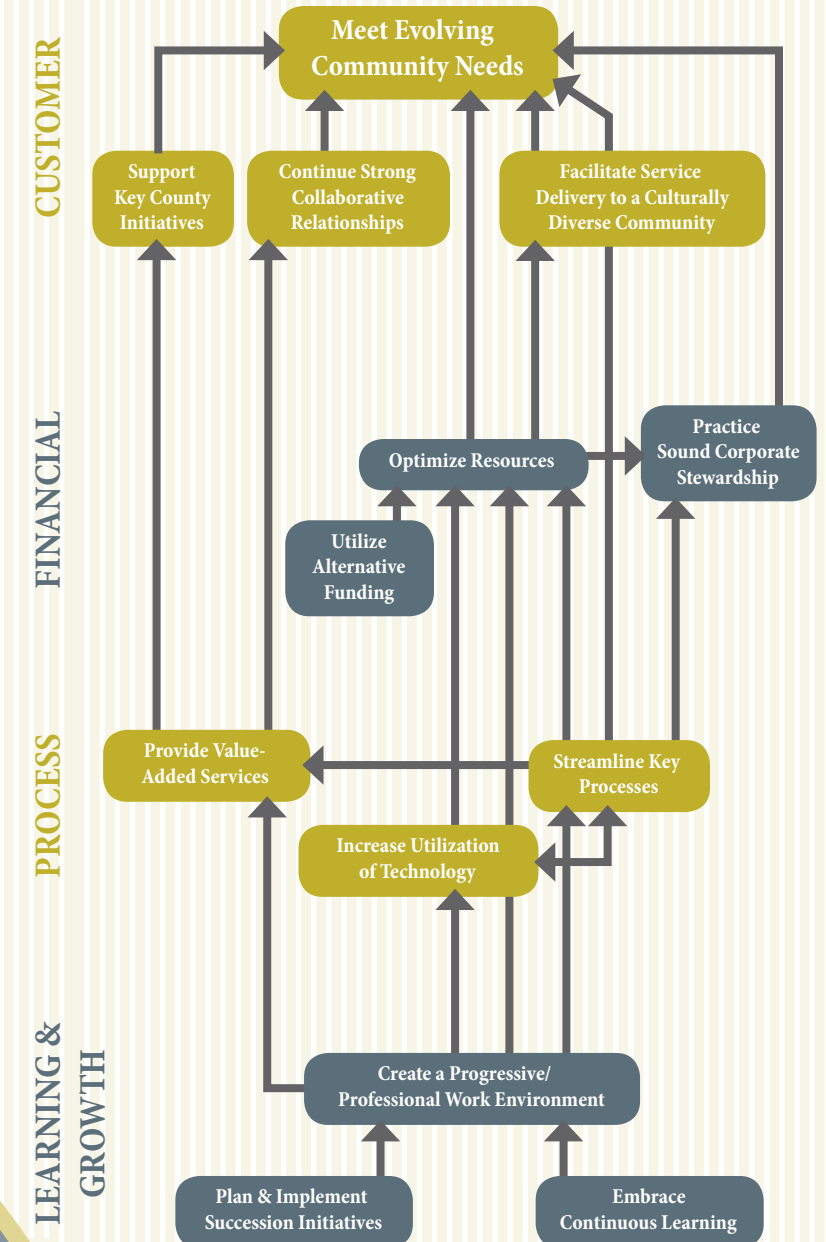 CUSTOMER
Meet Evolving
Community Needs
Support
Key County
Initiatives
Continue Strong
Collaborative
Relationships
Facilitate Service
Delivery to a Culturally
Diverse Community
FINANCIAL
Optimize Resources
Practice
Sound Corporate
Stewardship
Utilize
Alternative
Funding
PROCESS
Provide Value-
Added Services
Streamline Key
Processes
Increase Utilization
of Technology
LEARNING &
GROWTH
Create a Progressive/
Professional Work Environment
Plan & Implement
Succession Initiatives
Embrace
Continuous Learning